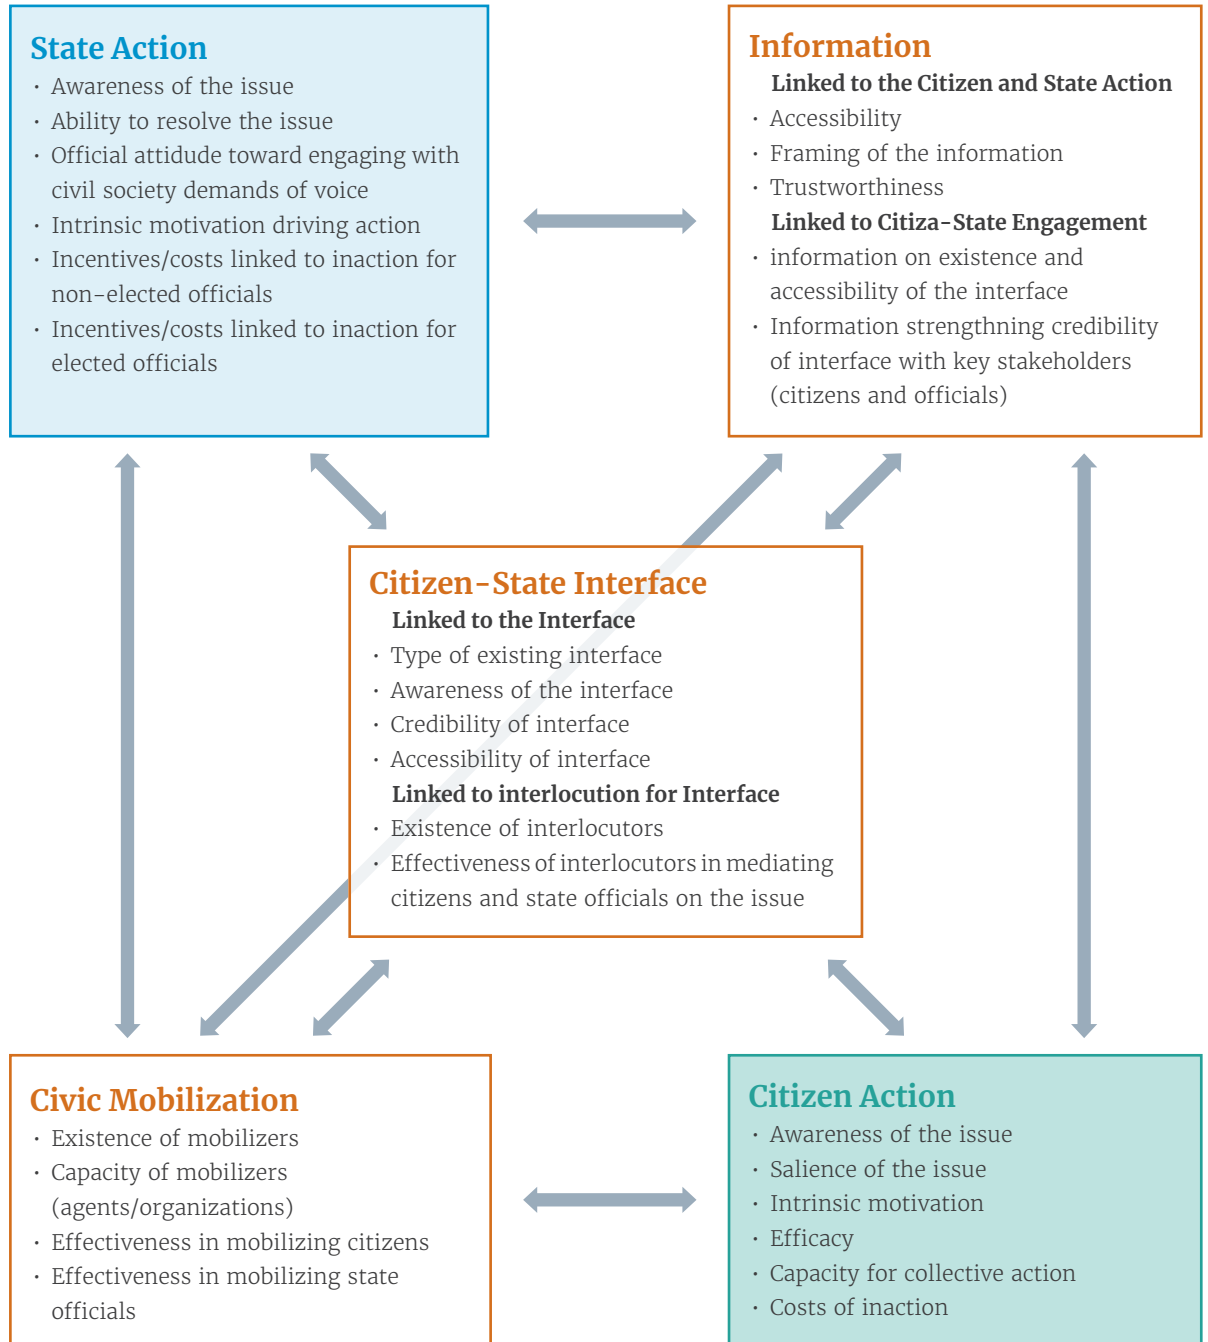 State Action
· Awareness of the issue
· Ability to resolve the issue
· Official attidude toward engaging with
civil society demands of voice
· Intrinsic motivation driving action
· Incentives/costs linked to inaction for
non-elected officials
· Incentives/costs linked to inaction for
elected officials
Information
Linked to the Citizen and State Action
· Accessibility
· Framing of the information
· Trustworthiness
Linked to Citiza-State Engagement
· information on existence and
accessibility of the interface
· Information strengthning credibility
of interface with key stakeholders
(citizens and officials)
Citizen-State Interface
Linked to the Interface
· Type of existing interface
· Awareness of the interface
· Credibility of interface
· Accessibility of interface
Linked to interlocution for Interface
· Existence of interlocutors
· Effectiveness of interlocutors in mediating
citizens and state officials on the issue
Civic Mobilization
· Existence of mobilizers
· Capacity of mobilizers
(agents/organizations)
· Effectiveness in mobilizing citizens
· Effectiveness in mobilizing state
officials
Citizen Action
· Awareness of the issue
· Salience of the issue
· Intrinsic motivation
· Efficacy
· Capacity for collective action
· Costs of inaction